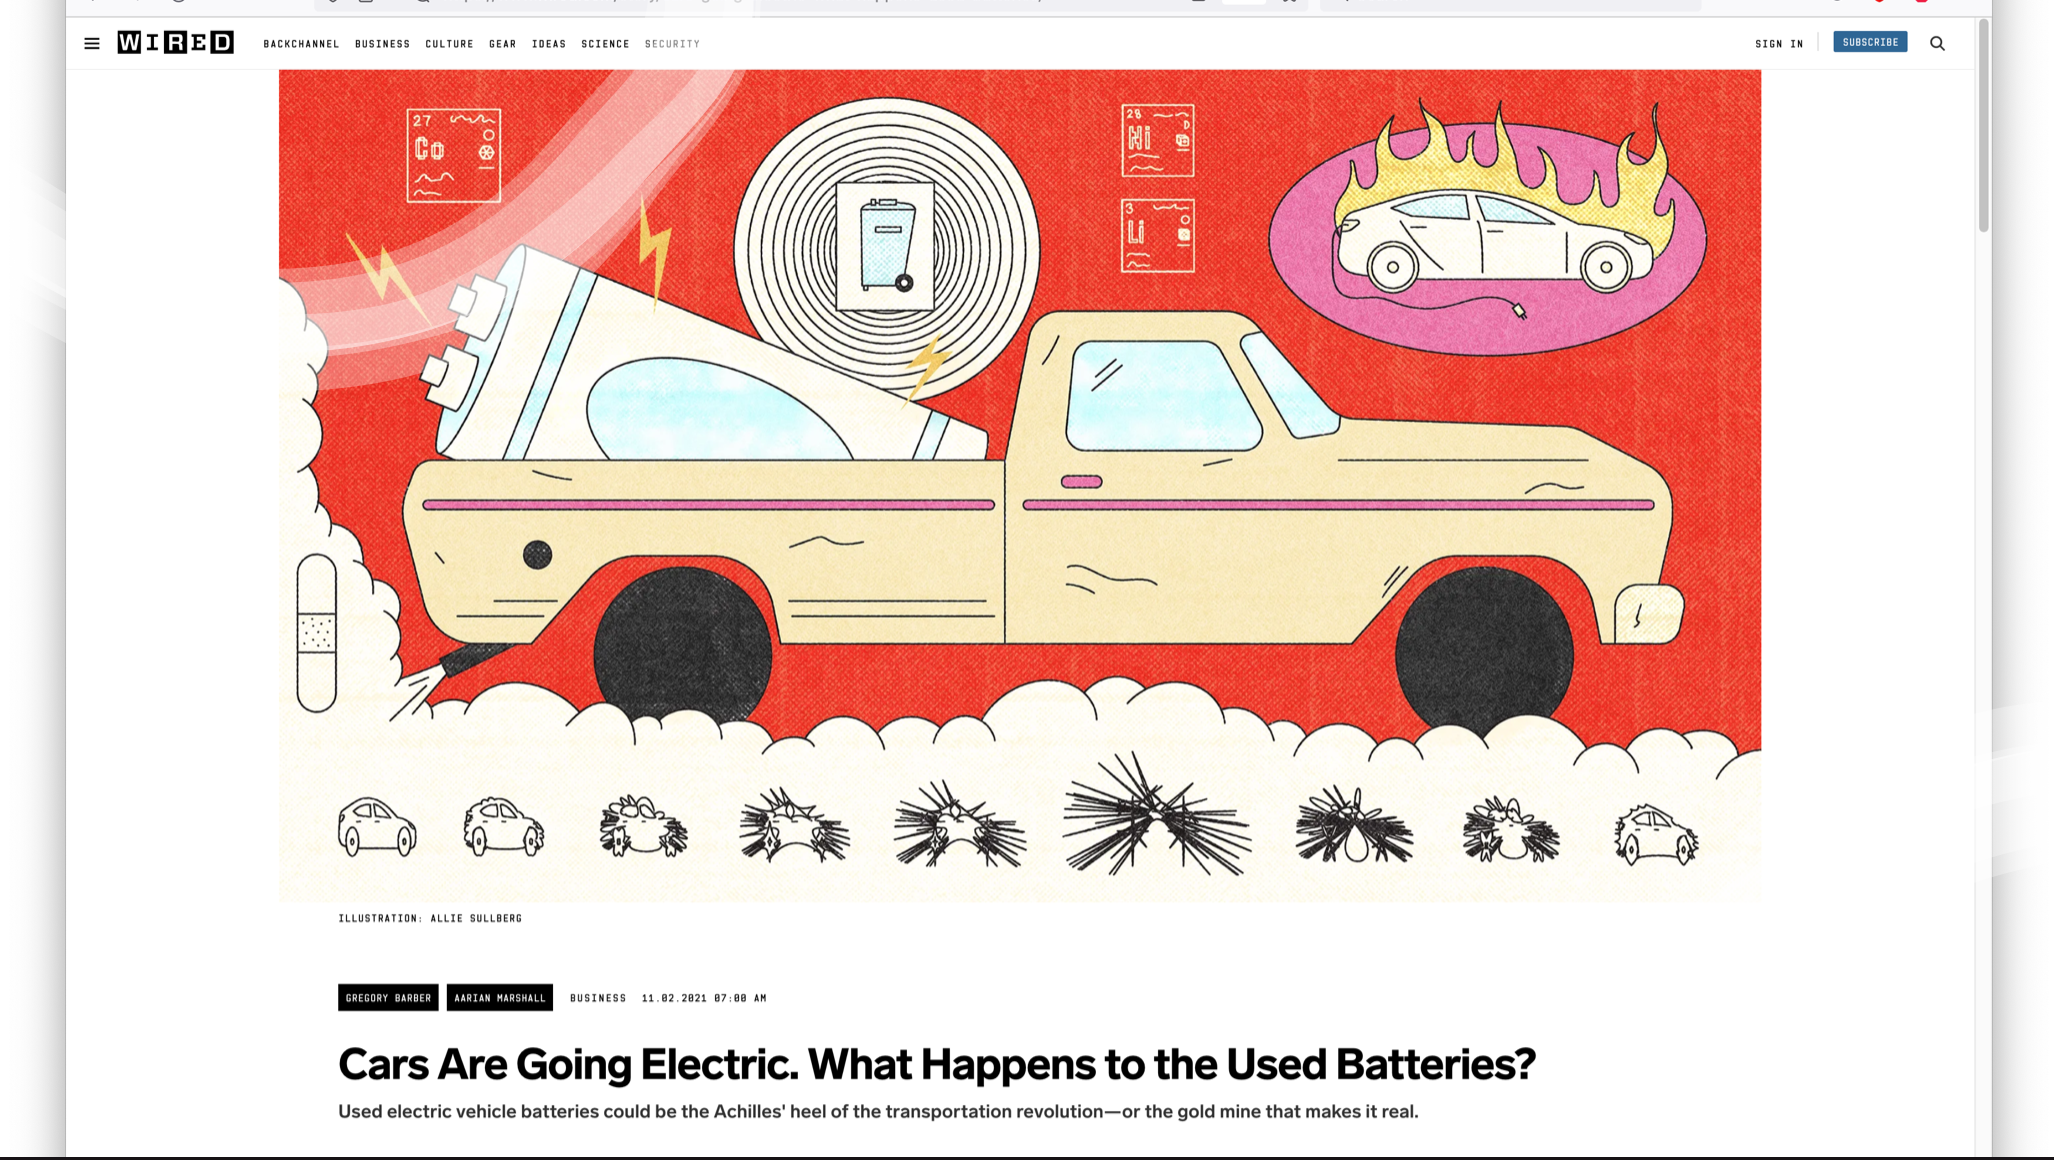 WIRED
BACKCHANNEL BUSINESS CULTURE GEAR IDEAS SCIENCE SECURITY
SIGN IN SUBSCRIBE
27
Co
28
Ni
3
Li
ILLUSTRATION: ALLIE SULLBERG
GREGORY BARBER AARIAN MARSHALL BUSINESS 11.02.2021 07:00 AM
Cars Are Going Electric. What Happens to the Used Batteries?
Used electric vehicle batteries could be the Achilles' heel of the transportation revolution—or the gold mine that makes it real.